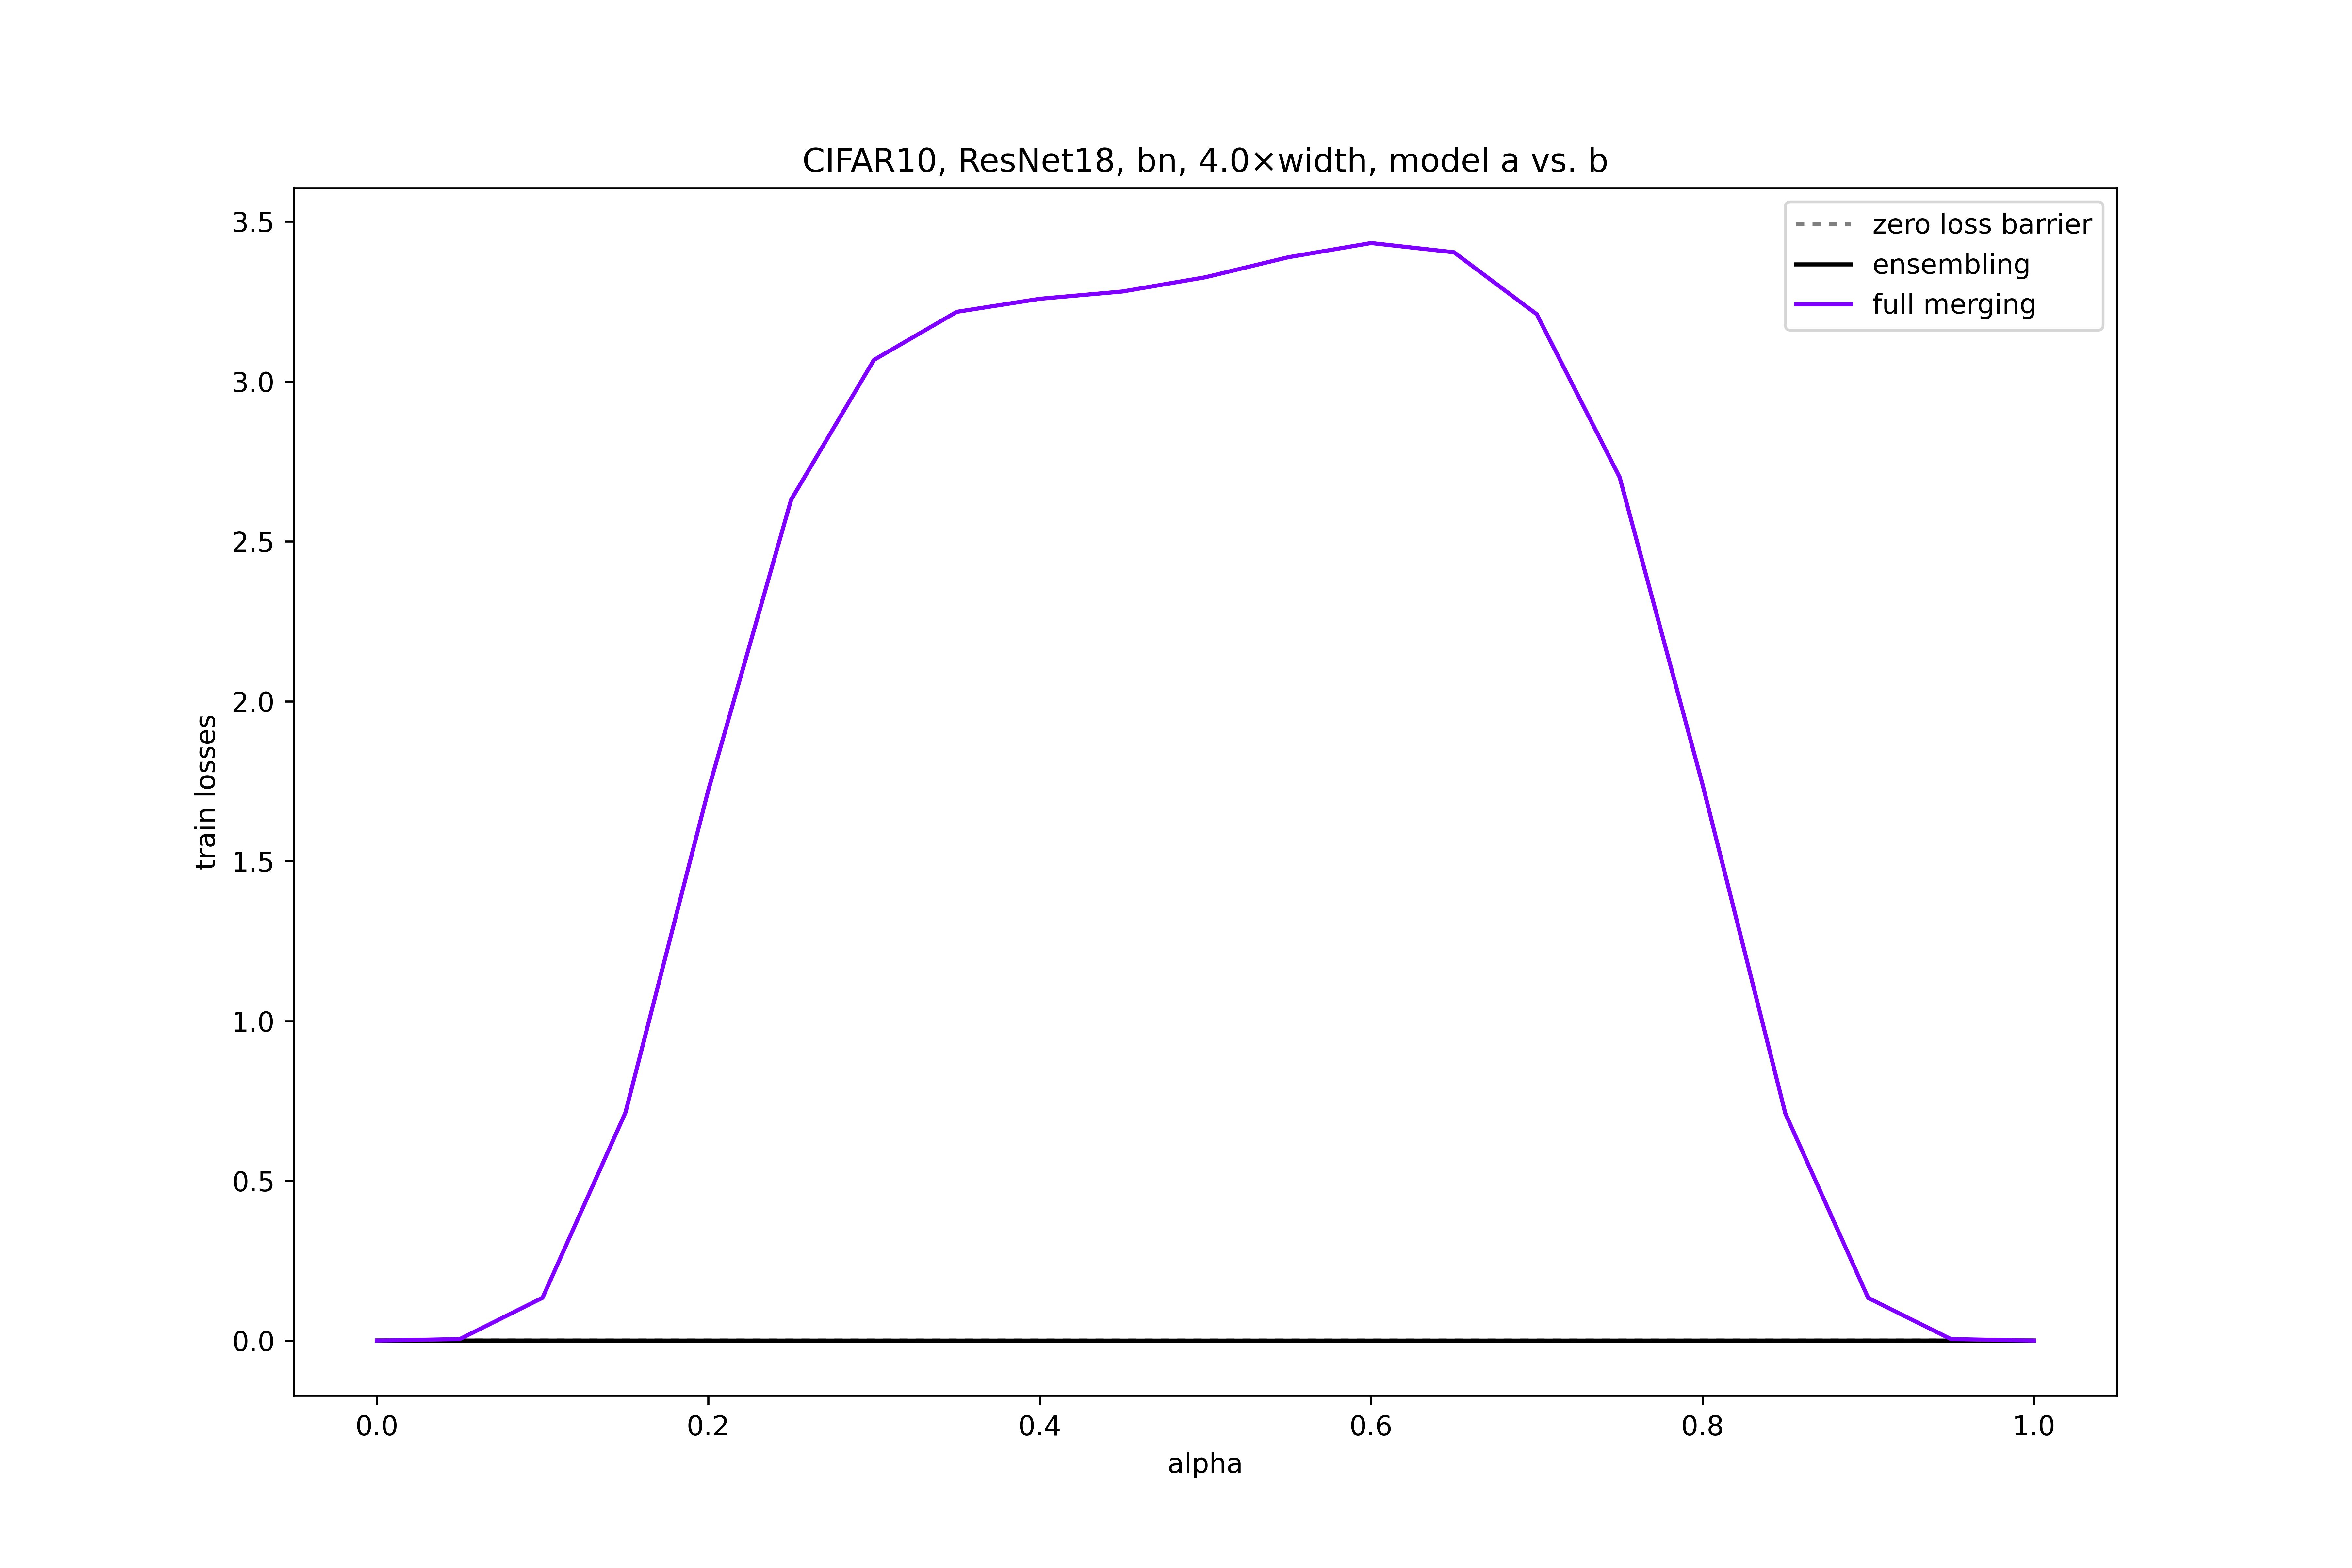 CIFAR10, ResNet18, bn, 4.0×width, model a vs. b
zero loss barrier
ensembling
full merging
3.5
3.0
2.5
2.0
1.5
1.0
0.5
0.0
train losses
0.0 0.2 0.4 0.6 0.8 1.0
alpha